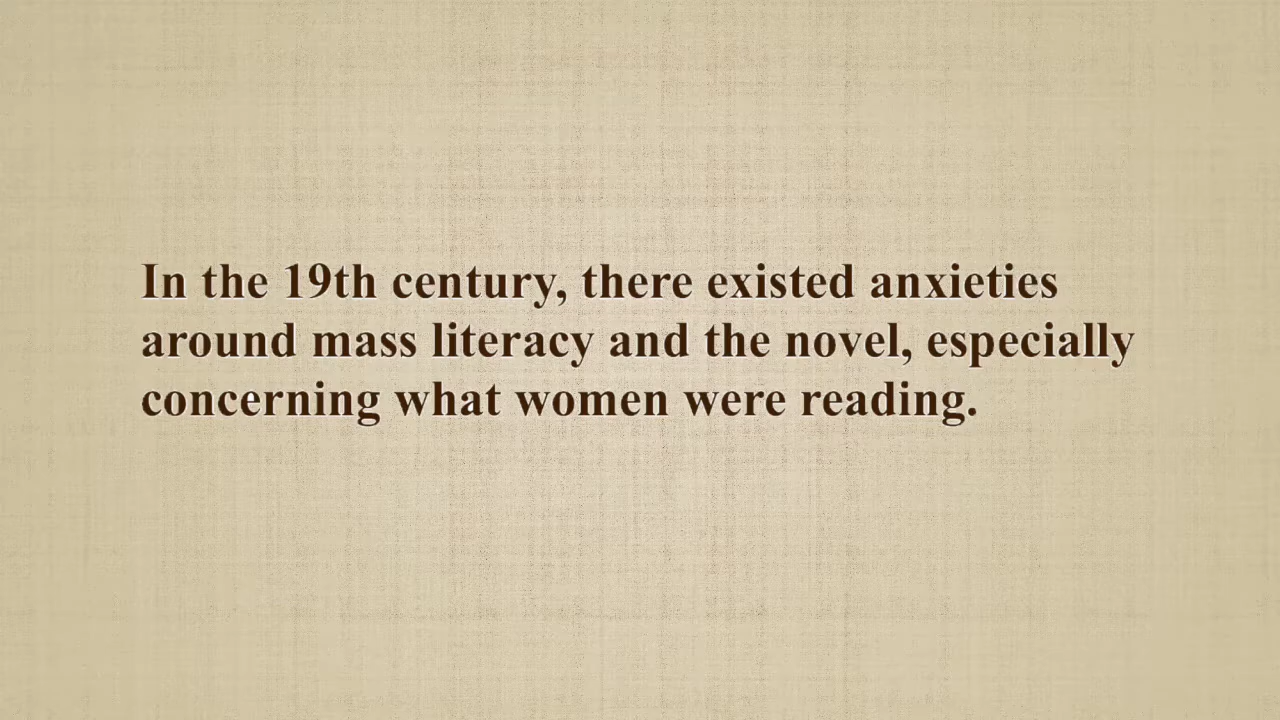 In the 19th century, there existed anxieties
around mass literacy and the novel, especially
concerning what women were reading.